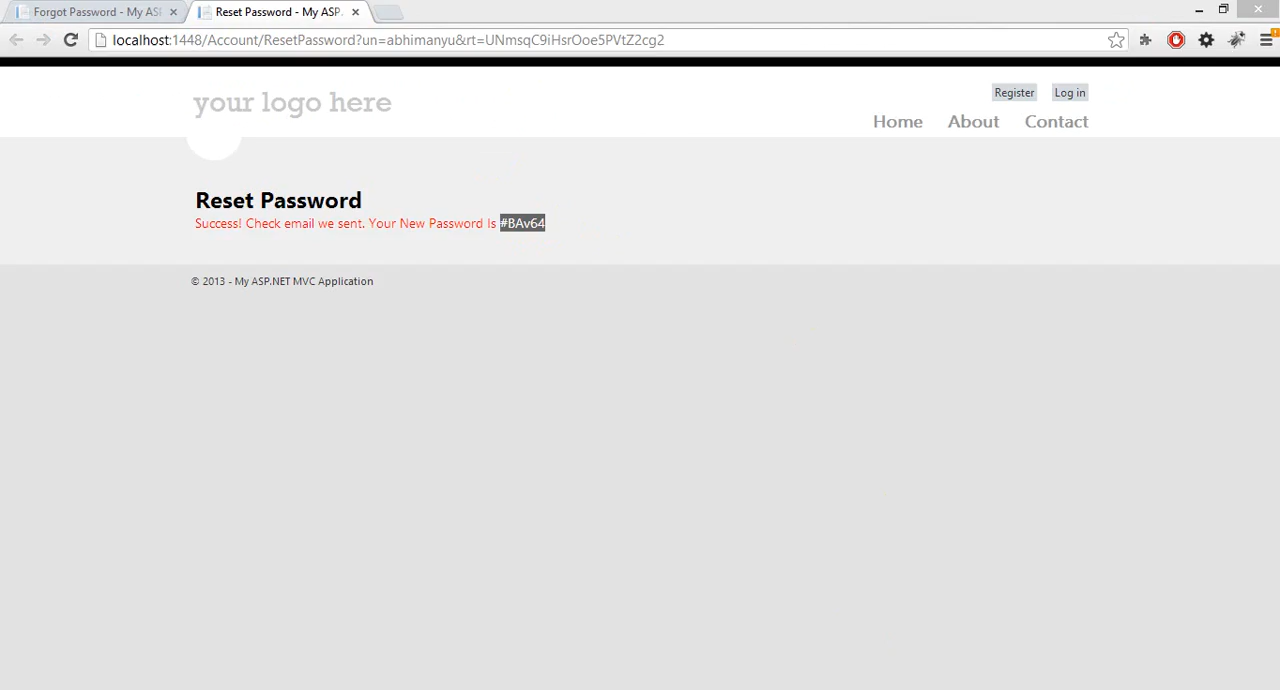 Forgot Password - My ASI
Reset Password - My ASP.
localhost:1448/Account/ResetPassword?un=abhimanyu&rt=UNmsqC9iHsrOoe5PVtZ2cg2
Register Log in
your logo here
Home About Contact
Reset Password
Success! Check email we sent. Your New Password Is #BAv64
© 2013 - My ASP.NET MVC Application